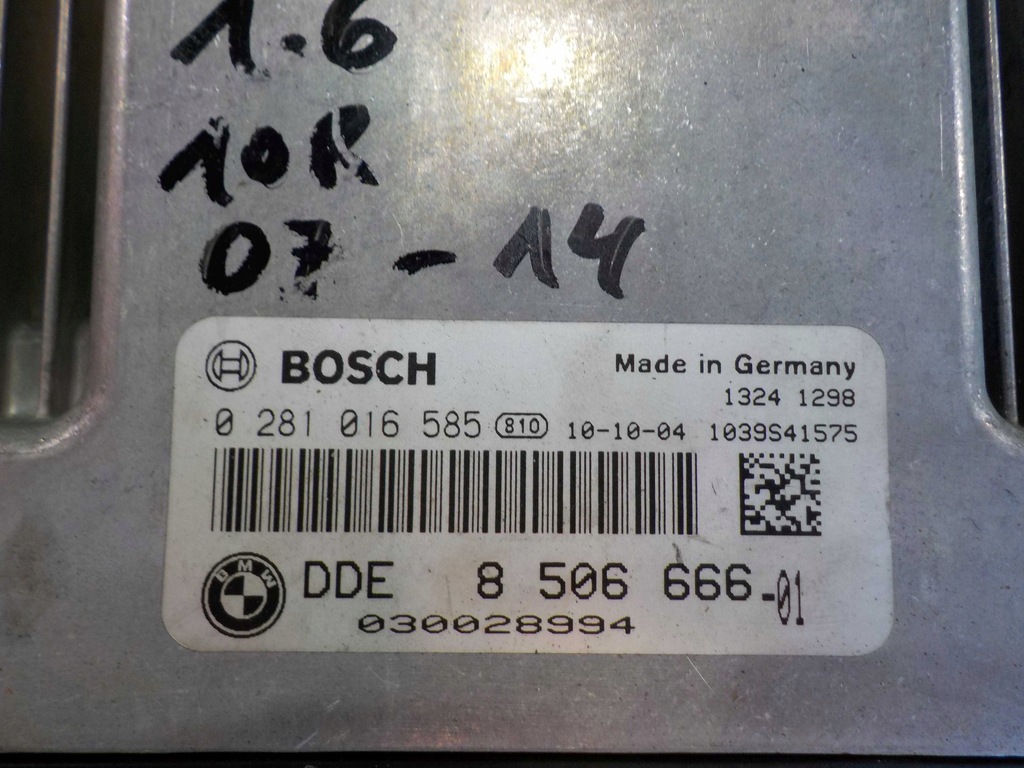 1.6
10R
07-14
BOSCH Made in Germany
1324 1298
0 281 016 585 810 10-10-04 1039S41575
BMW DDE 8 506 666-01
030028994